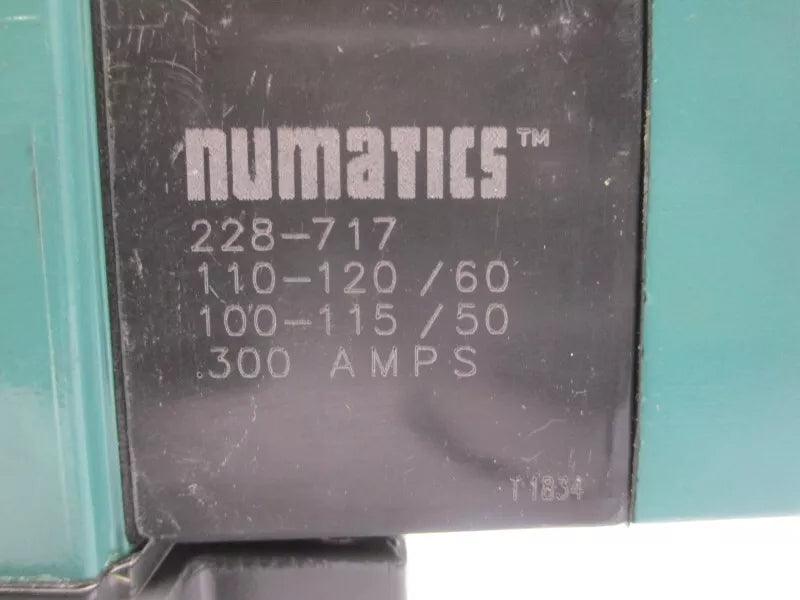 numatics™
228-717
110-120 /60
100-115 /50
.300 AMPS
T1834